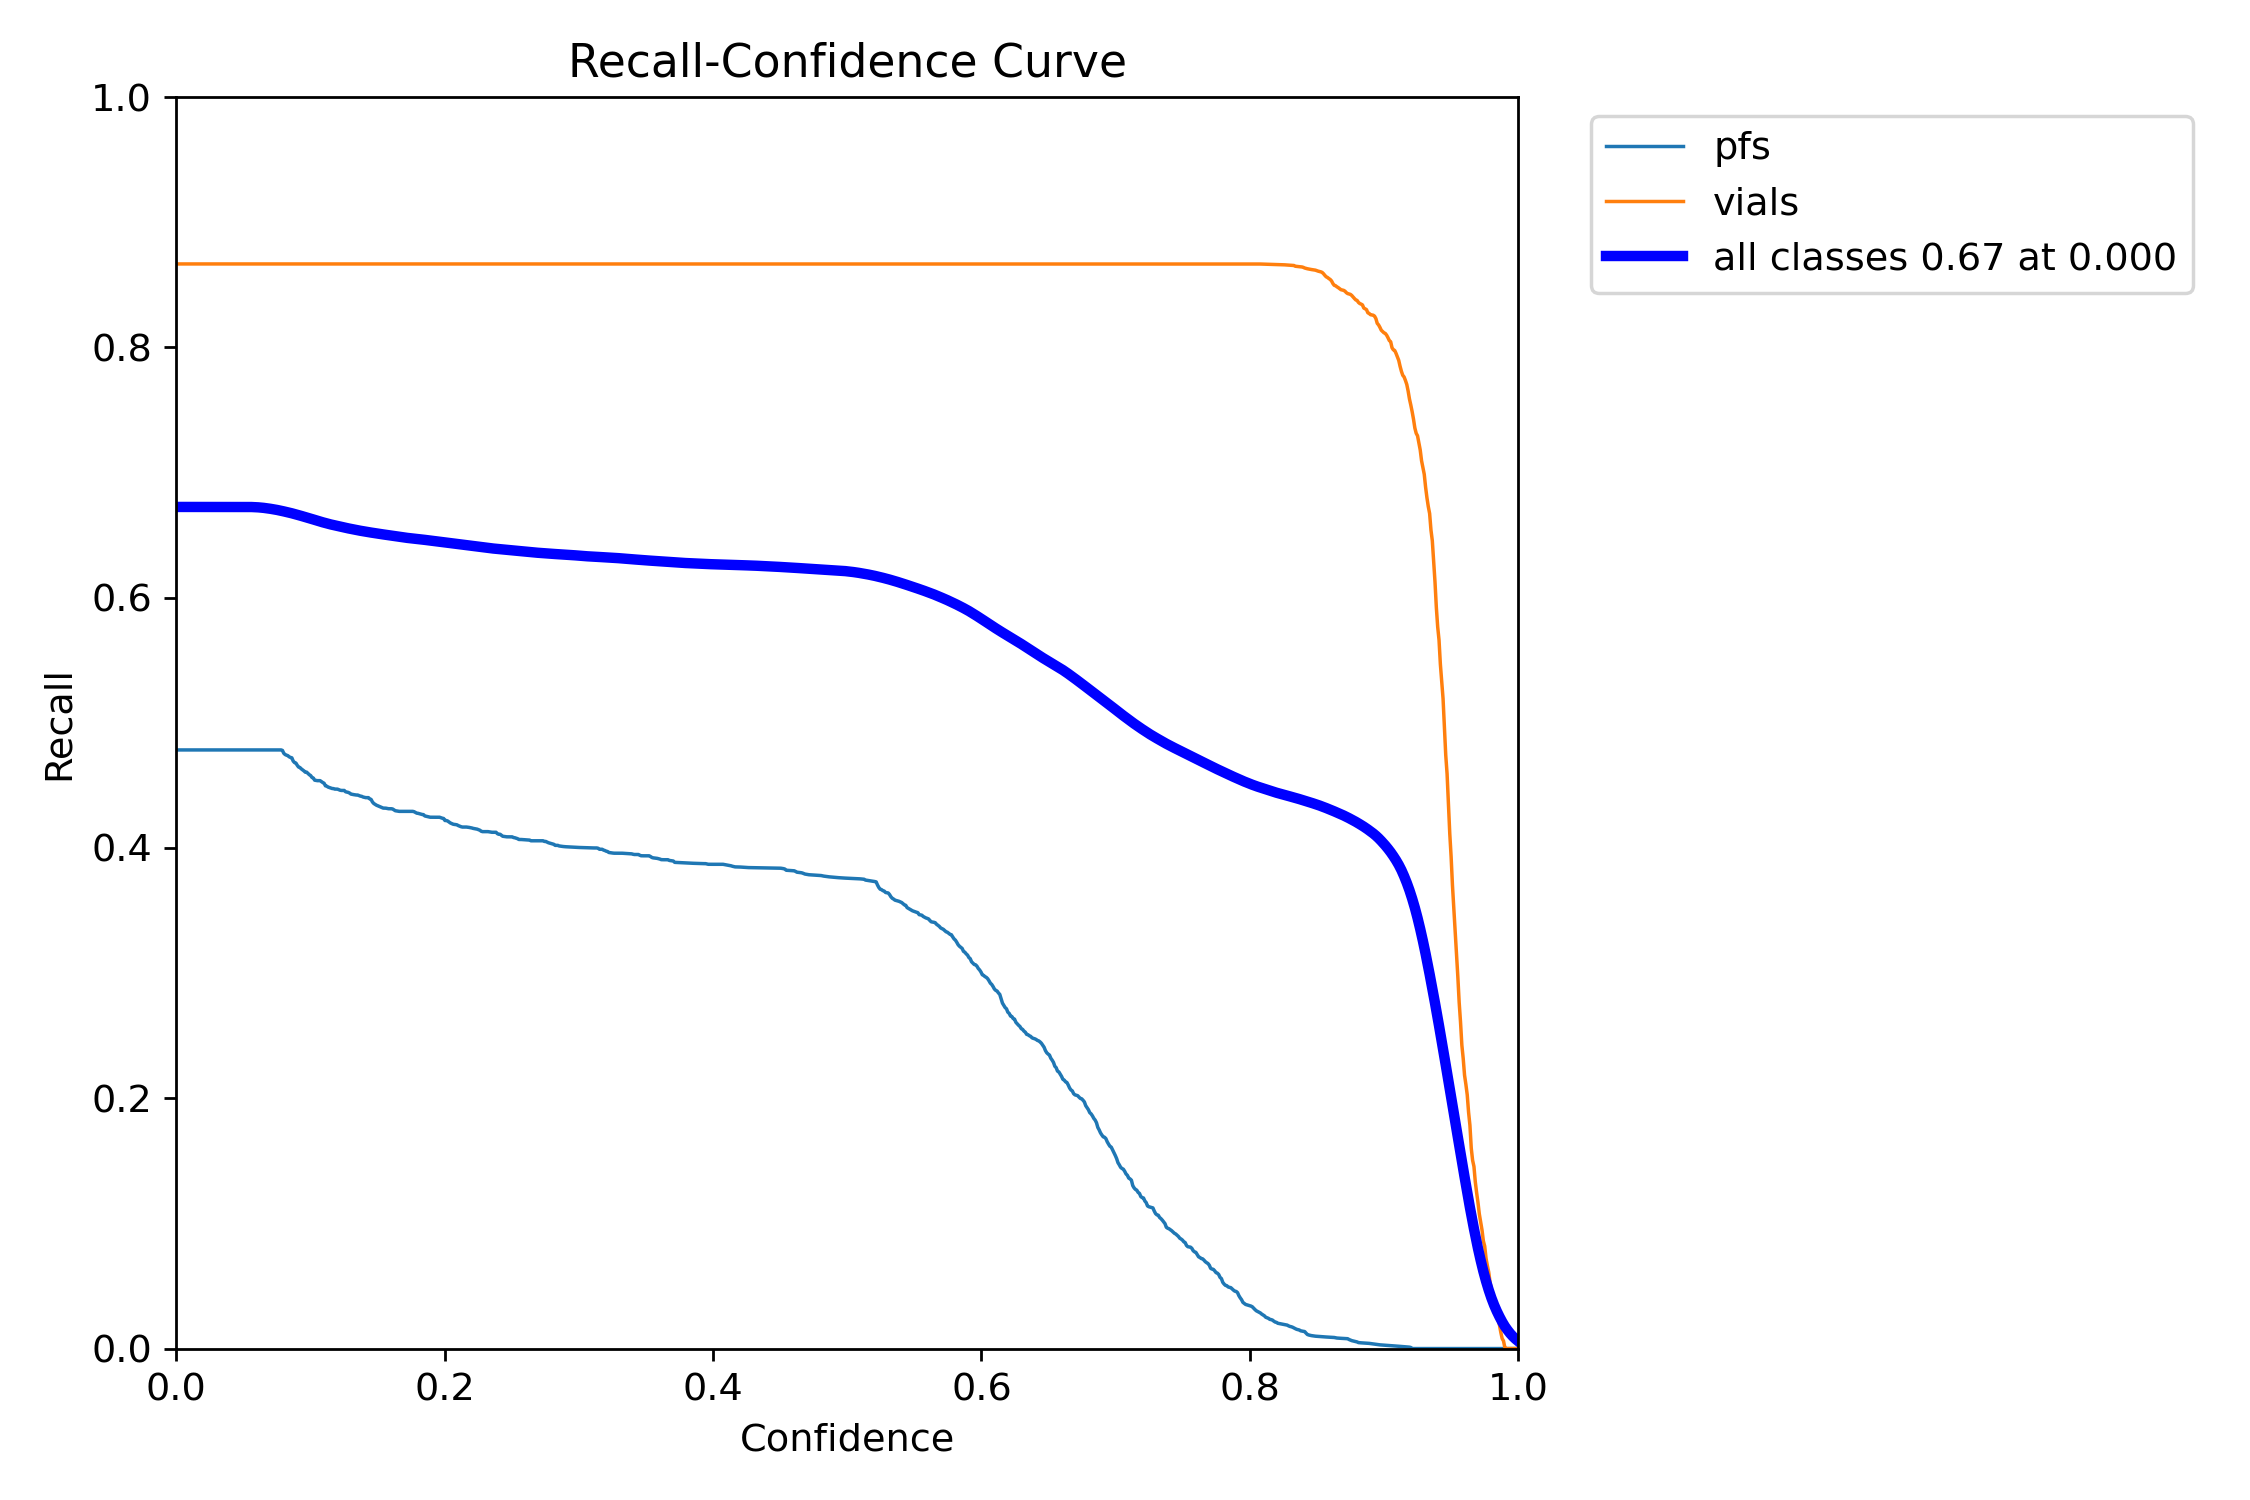 Recall-Confidence Curve
1.0
0.8
0.6
0.4
0.2
0.0
Recall
0.0 0.2 0.4 0.6 0.8 1.0
Confidence
pfs
vials
all classes 0.67 at 0.000